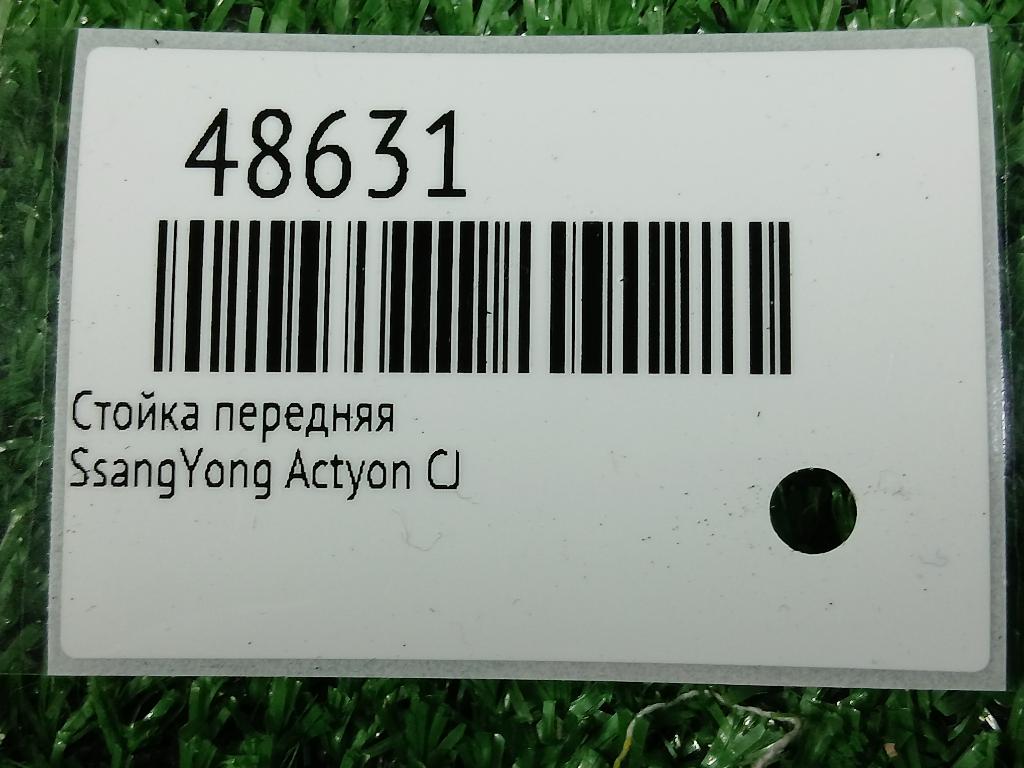 48631
Стойка передняя
SsangYong Actyon CJ